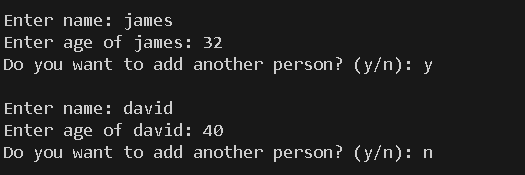 Enter name: james
Enter age of james: 32
Do you want to add another person? (y/n): y
Enter name: david
Enter age of david: 40
Do you want to add another person? (y/n): n